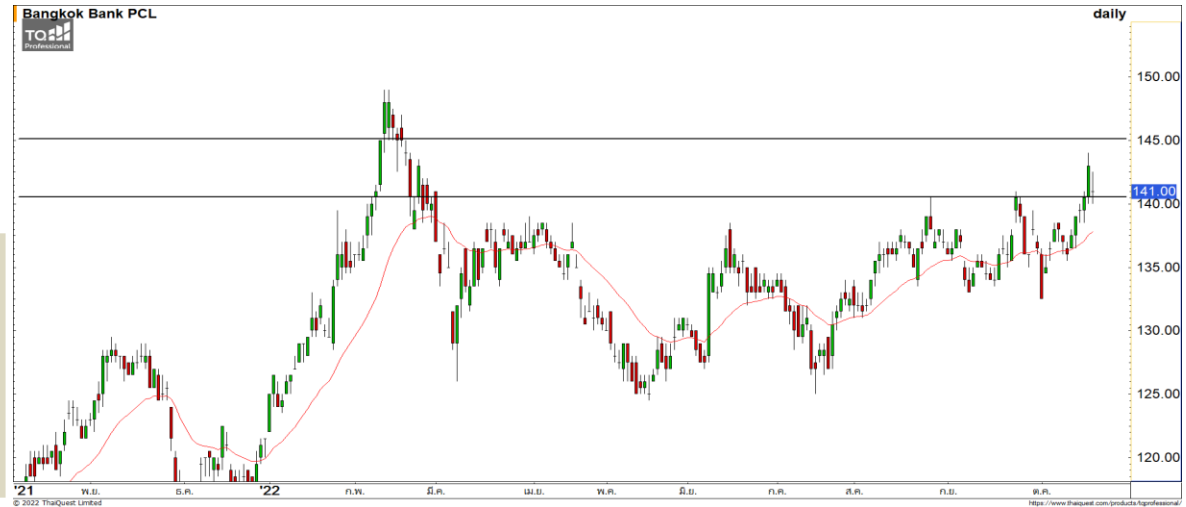 Bangkok Bank PCL
daily
TQ
Professional
150.00
145.00
141.00
140.00
135.00
130.00
125.00
120.00
'21 พ.ย. ธ.ค. '22 ก.พ. มี.ค. เม.ย. พ.ค. มิ.ย. ก.ค. ส.ค. ก.ย. ต.ค.
© 2022 ThaiQuest Limited
https://www.thaiquest.com/products/tqprofessional/